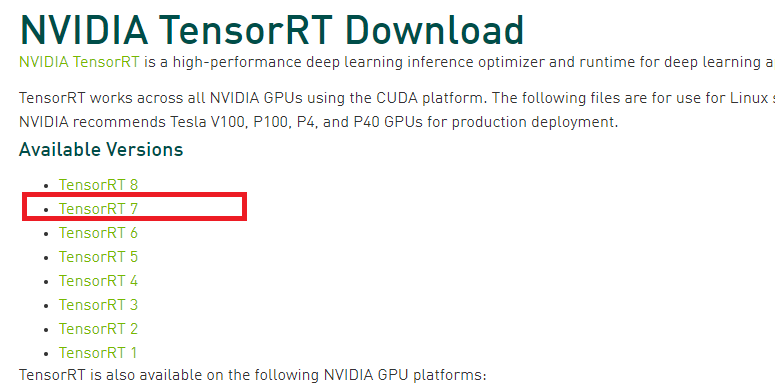 NVIDIA TensorRT Download
NVIDIA TensorRT is a high-performance deep learning inference optimizer and runtime for deep learning a
TensorRT works across all NVIDIA GPUs using the CUDA platform. The following files are for use for Linux s
NVIDIA recommends Tesla V100, P100, P4, and P40 GPUs for production deployment.
Available Versions
• TensorRT 8
• TensorRT 7
• TensorRT 6
• TensorRT 5
• TensorRT 4
• TensorRT 3
• TensorRT 2
• TensorRT 1
TensorRT is also available on the following NVIDIA GPU platforms: